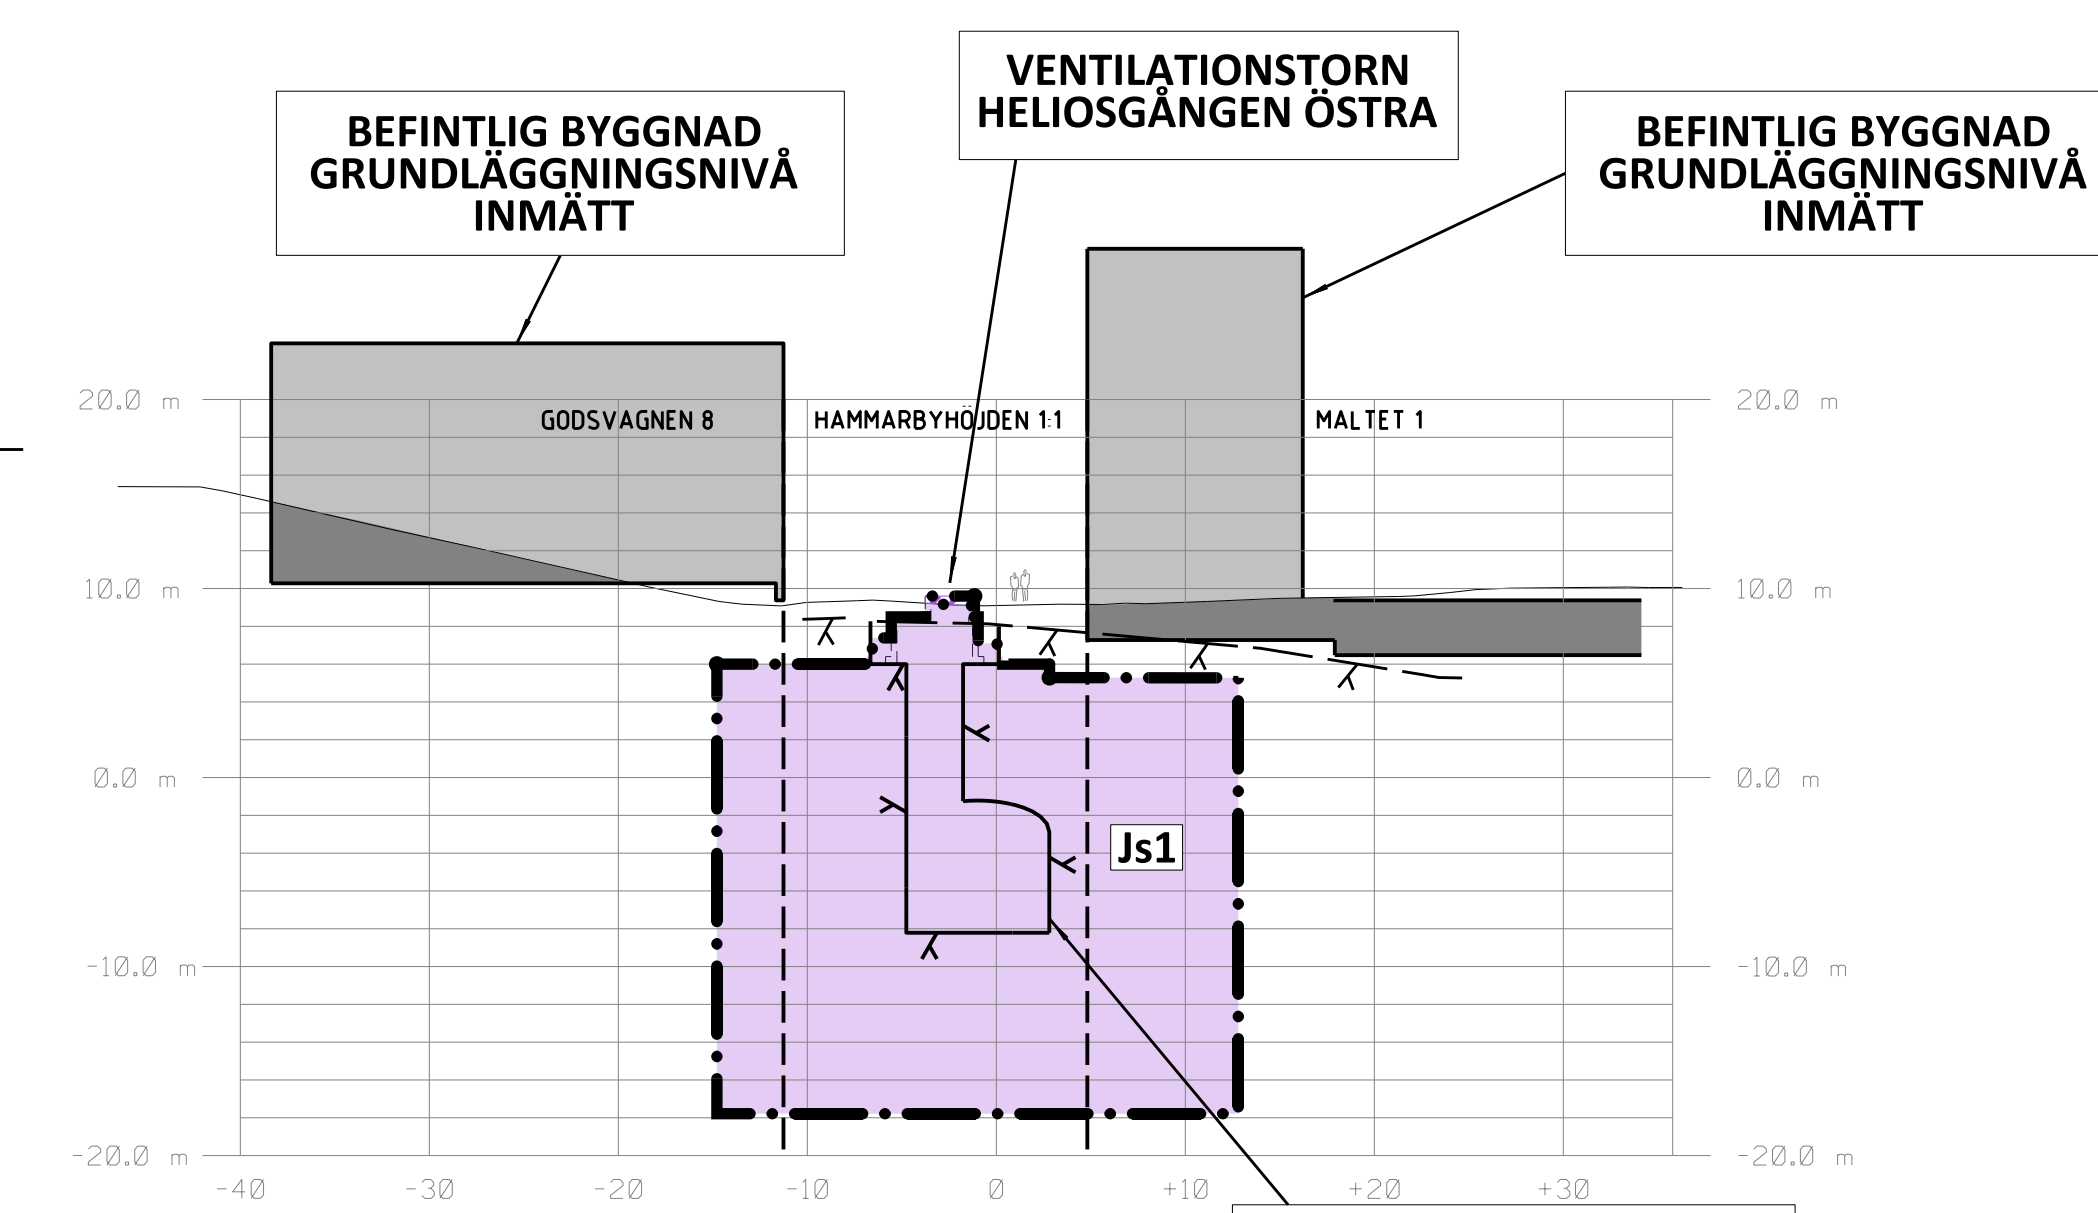 VENTILATIONSTORN
HELIOSGÅNGEN ÖSTRA
BEFINTLIG BYGGNAD
GRUNDLÄGGNINGSNIVÅ
INMÄTT
BEFINTLIG BYGGNAD
GRUNDLÄGGNINGSNIVÅ
INMÄTT
20.0 m
GODSVAGNEN 8
HAMMARBYHÖJDEN 1:1
MALTET 1
20.0 m
10.0 m
10.0 m
0.0 m
0.0 m
Js1
-10.0 m
-10.0 m
-20.0 m
-20.0 m
-40
-30
-20
-10
0
+10
+20
+30